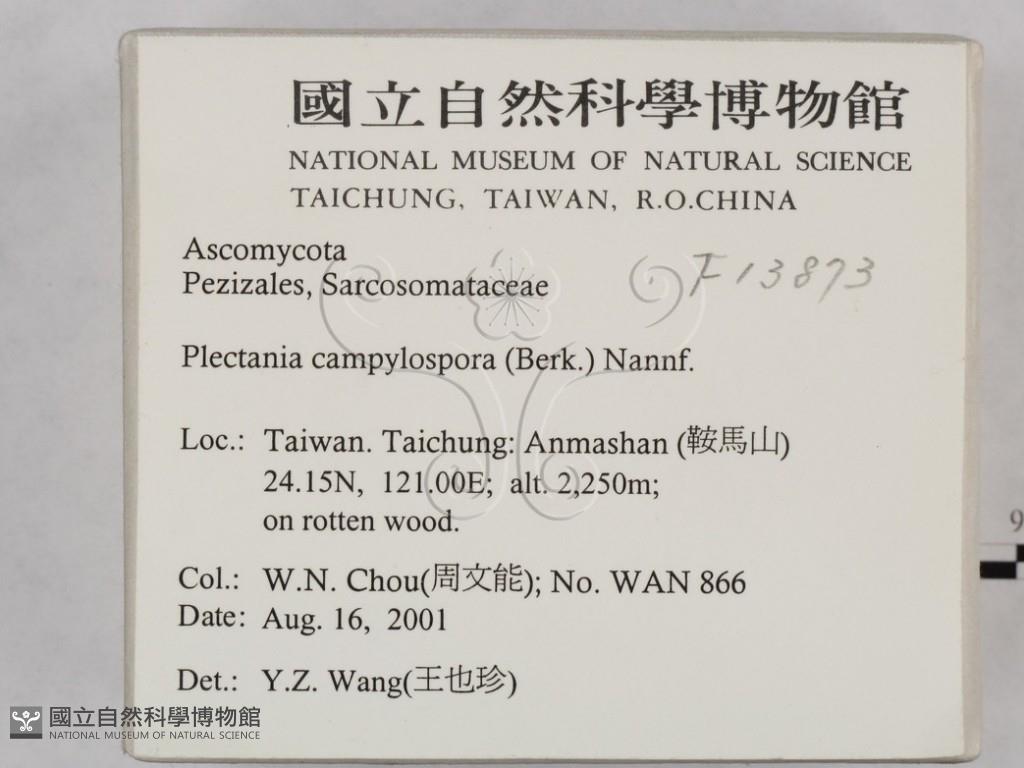 國立自然科學博物館
NATIONAL MUSEUM OF NATURAL SCIENCE
TAICHUNG, TAIWAN, R.O.CHINA
Ascomycota
Pezizales, Sarcosomataceae
F13873
Plectania campylospora (Berk.) Nannf.
Loc.: Taiwan. Taichung: Anmashan (鞍馬山)
24.15N, 121.00E; alt. 2,250m;
on rotten wood.
Col.: W.N. Chou(周文能); No. WAN 866
Date: Aug. 16, 2001
Det.: Y.Z. Wang(王也珍)
國立自然科學博物館
NATIONAL MUSEUM OF NATURAL SCIENCE
9